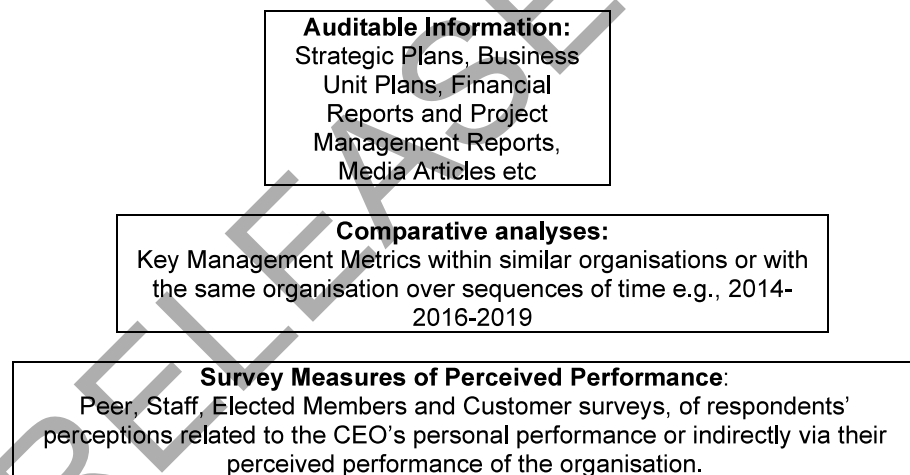 Auditable Information:
Strategic Plans, Business
Unit Plans, Financial
Reports and Project
Management Reports,
Media Articles etc
Comparative analyses:
Key Management Metrics within similar organisations or with
the same organisation over sequences of time e.g., 2014-
2016-2019
Survey Measures of Perceived Performance:
Peer, Staff, Elected Members and Customer surveys, of respondents’
perceptions related to the CEO’s personal performance or indirectly via their
perceived performance of the organisation.
RELEASE